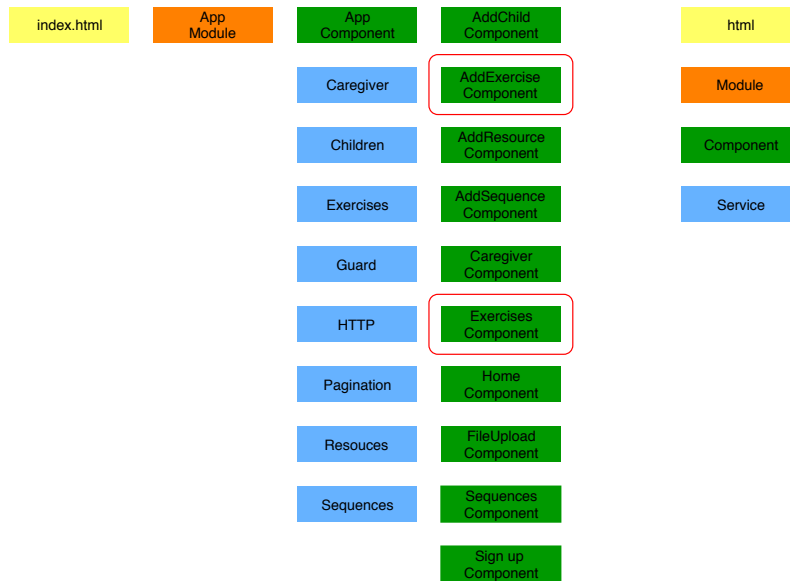 index.html
App
Module
App
Component
AddChild
Component
html
Caregiver
AddExercise
Component
Module
Children
AddResource
Component
Component
Exercises
AddSequence
Component
Service
Guard
Caregiver
Component
HTTP
Exercises
Component
Pagination
Home
Component
Resouces
FileUpload
Component
Sequences
Sequences
Component
Sign up
Component